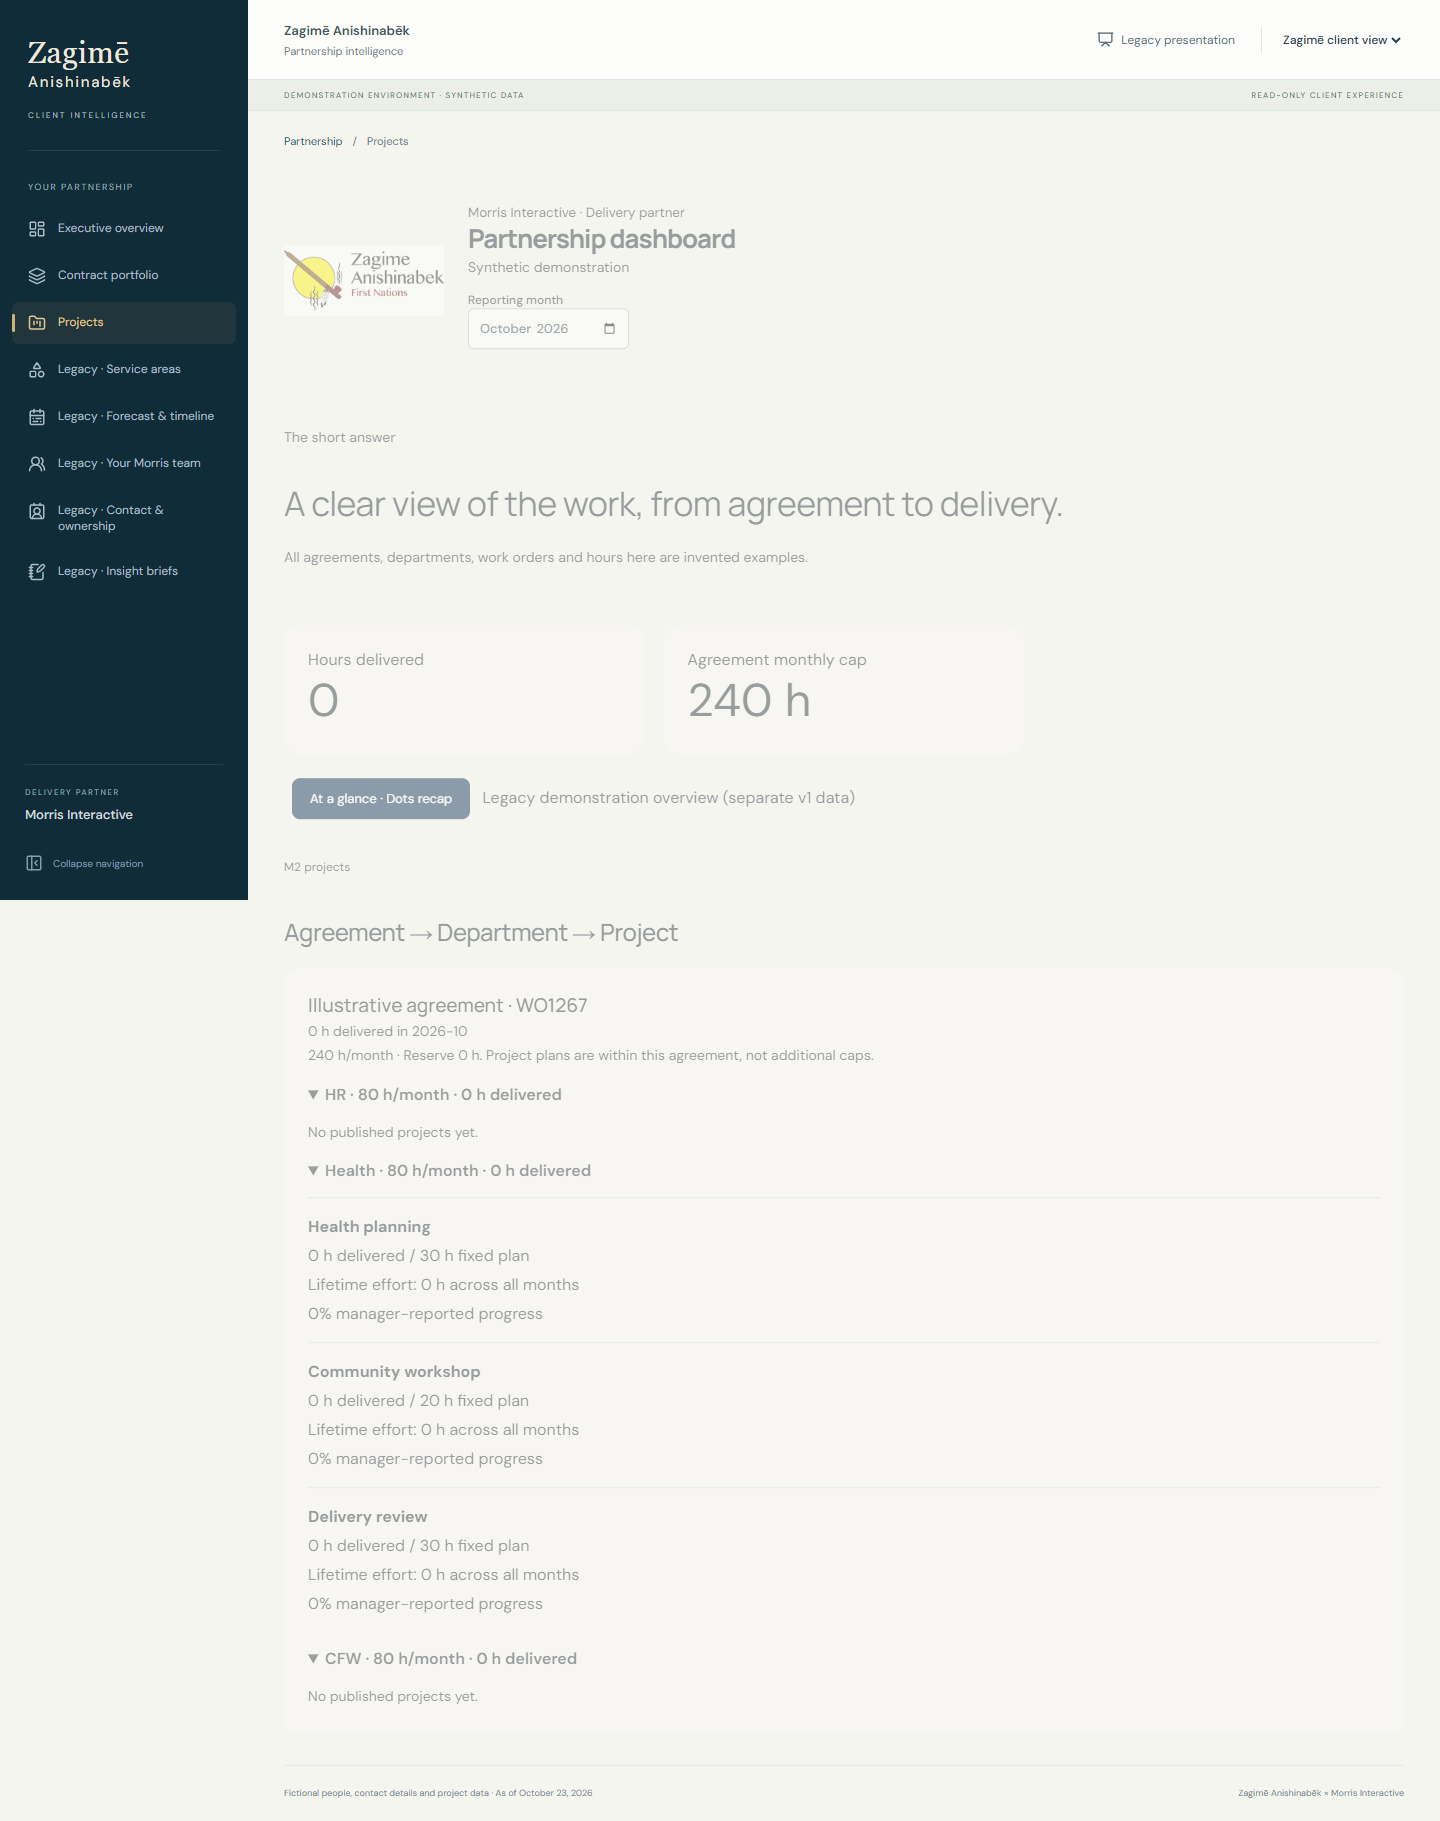 Zagimē
Anishinabēk
CLIENT INTELLIGENCE
YOUR PARTNERSHIP
Executive overview
Contract portfolio
Projects
Legacy · Service areas
Legacy · Forecast & timeline
Legacy · Your Morris team
Legacy · Contact &
ownership
Legacy · Insight briefs
DELIVERY PARTNER
Morris Interactive
Collapse navigation
Zagimē Anishinabēk
Partnership intelligence
Legacy presentation
Zagimē client view
DEMONSTRATION ENVIRONMENT · SYNTHETIC DATA
READ-ONLY CLIENT EXPERIENCE
Partnership / Projects
Zagime
Anishinabek
First Nations
Morris Interactive · Delivery partner
Partnership dashboard
Synthetic demonstration
Reporting month
October 2026
The short answer
A clear view of the work, from agreement to delivery.
All agreements, departments, work orders and hours here are invented examples.
Hours delivered
0
Agreement monthly cap
240 h
At a glance · Dots recap
Legacy demonstration overview (separate v1 data)
M2 projects
Agreement → Department → Project
Illustrative agreement · WO1267
0 h delivered in 2026-10
240 h/month · Reserve 0 h. Project plans are within this agreement, not additional caps.
▼ HR · 80 h/month · 0 h delivered
No published projects yet.
▼ Health · 80 h/month · 0 h delivered
Health planning
0 h delivered / 30 h fixed plan
Lifetime effort: 0 h across all months
0% manager-reported progress
Community workshop
0 h delivered / 20 h fixed plan
Lifetime effort: 0 h across all months
0% manager-reported progress
Delivery review
0 h delivered / 30 h fixed plan
Lifetime effort: 0 h across all months
0% manager-reported progress
▼ CFW · 80 h/month · 0 h delivered
No published projects yet.
Fictional people, contact details and project data · As of October 23, 2026
Zagimē Anishinabēk × Morris Interactive